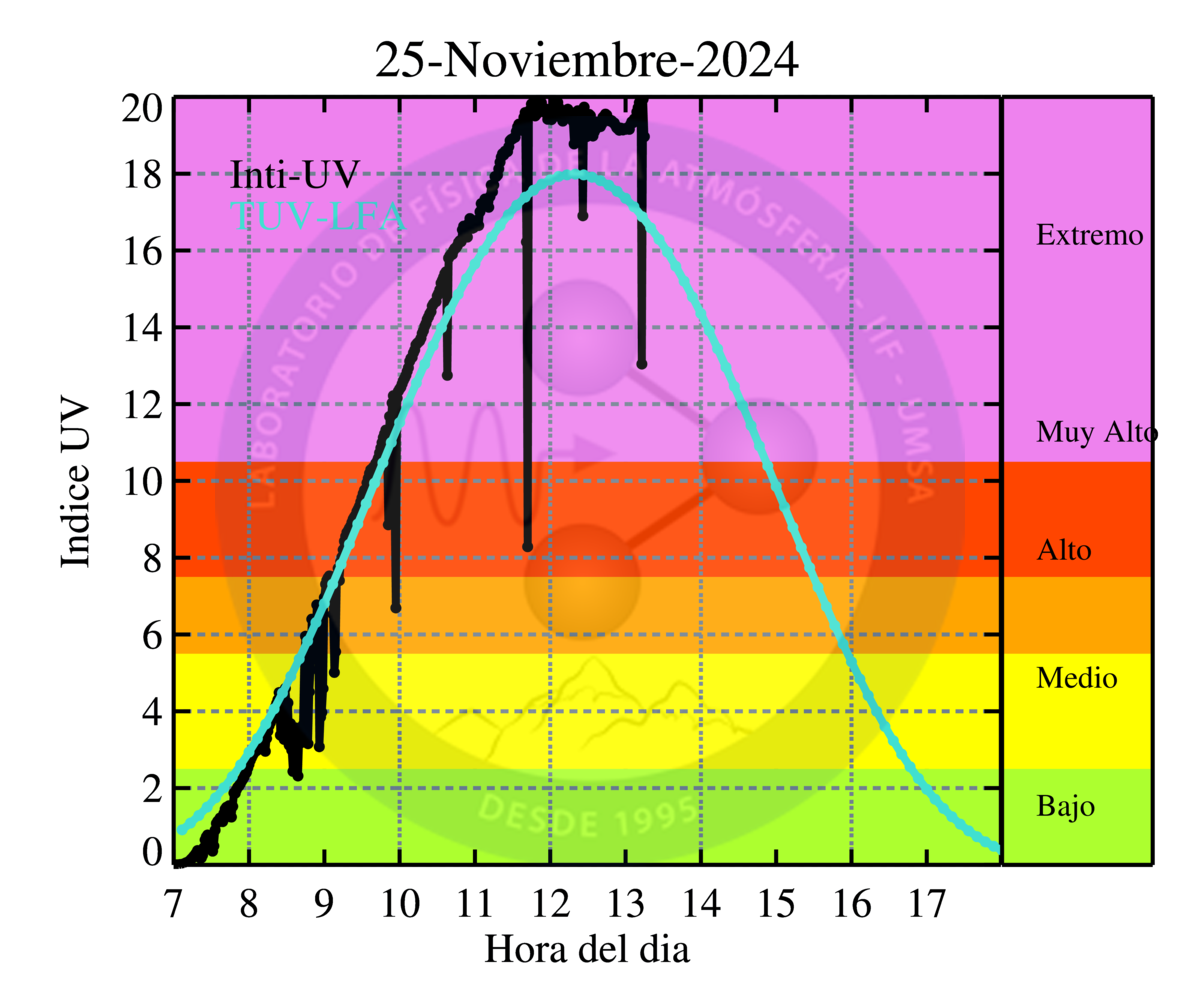 25-Noviembre-2024
20
18
16
14
12
10
8
6
4
2
0
Indice UV
Inti-UV
TUV-LFA
LABORATORIO DE FÍSICA DE LA ATMÓSFERA - IIF - UMSA
DESDE 1995
Extremo
Muy Alto
Alto
Medio
Bajo
7 8 9 10 11 12 13 14 15 16 17
Hora del dia